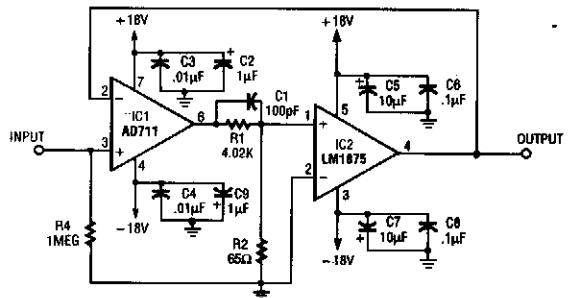 +18V
+18V
C3
.01µF
C2
1µF
+
2
7
−
IC1
AD711
6
C1
100pF
INPUT
3
+
4
R1
4.02K
C4
.01µF
C9
1µF
+
−18V
R4
1MEG
R2
65Ω
+
C5
10µF
C6
.1µF
5
1
+
IC2
LM1875
4
OUTPUT
2
−
3
C7
10µF
+
C8
.1µF
−18V